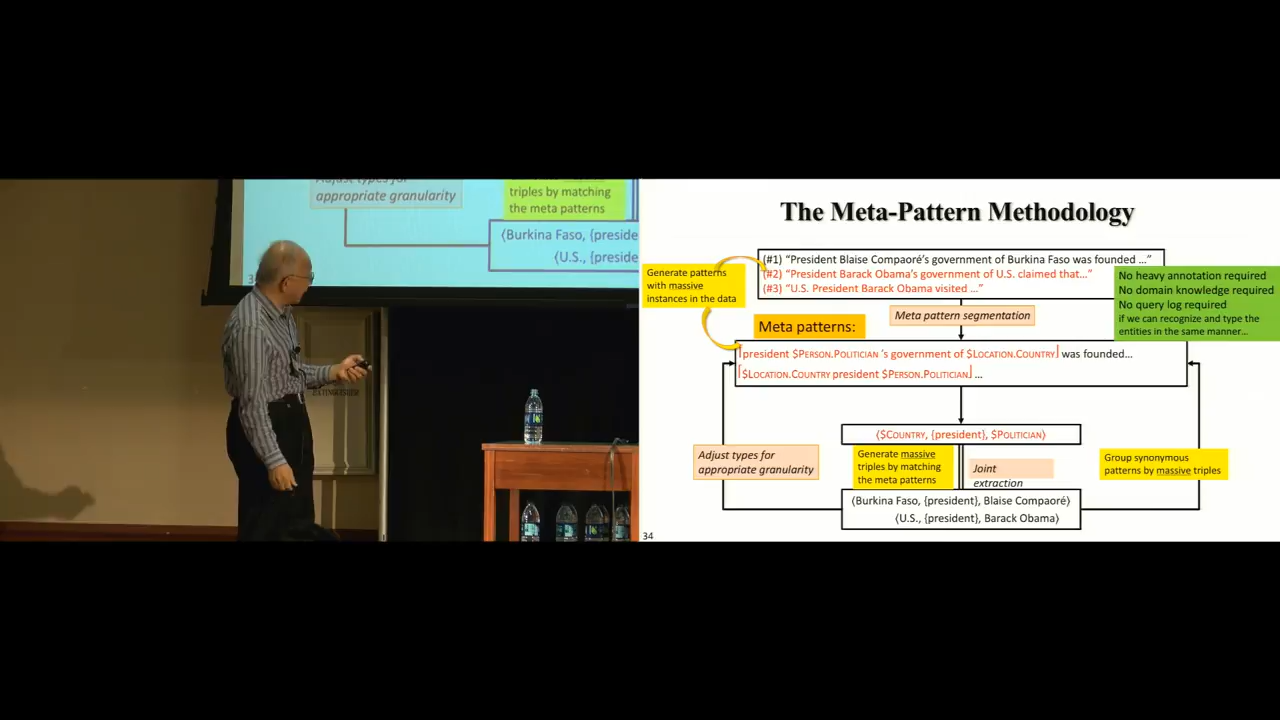 Adjust types for
appropriate granularity
triples by matching
the meta patterns
⟨Burkina Faso, {preside
⟨U.S., {preside
The Meta-Pattern Methodology
(#1) “President Blaise Compaoré’s government of Burkina Faso was founded …”
(#2) “President Barack Obama’s government of U.S. claimed that…”
(#3) “U.S. President Barack Obama visited …”
Generate patterns
with massive
instances in the data
No heavy annotation required
No domain knowledge required
No query log required
if we can recognize and type the
entities in the same manner…
Meta pattern segmentation
Meta patterns:
⌈president $PERSON.POLITICIAN ’s government of $LOCATION.COUNTRY⌋ was founded…
⌈$LOCATION.COUNTRY president $PERSON.POLITICIAN⌋ …
⟨$COUNTRY, {president}, $POLITICIAN⟩
Adjust types for
appropriate granularity
Generate massive
triples by matching
the meta patterns
Joint
extraction
Group synonymous
patterns by massive triples
⟨Burkina Faso, {president}, Blaise Compaoré⟩
⟨U.S., {president}, Barack Obama⟩
34